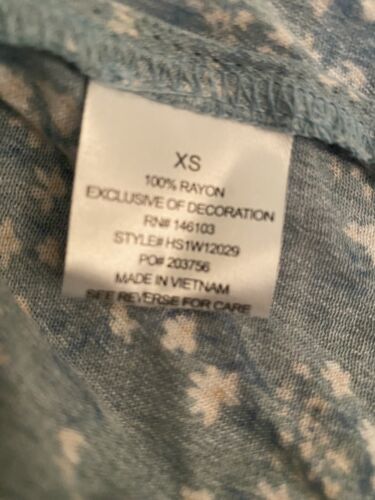 XS
100% RAYON
EXCLUSIVE OF DECORATION
RN# 146103
STYLE# HS1W12029
PO# 203756
MADE IN VIETNAM
SEE REVERSE FOR CARE